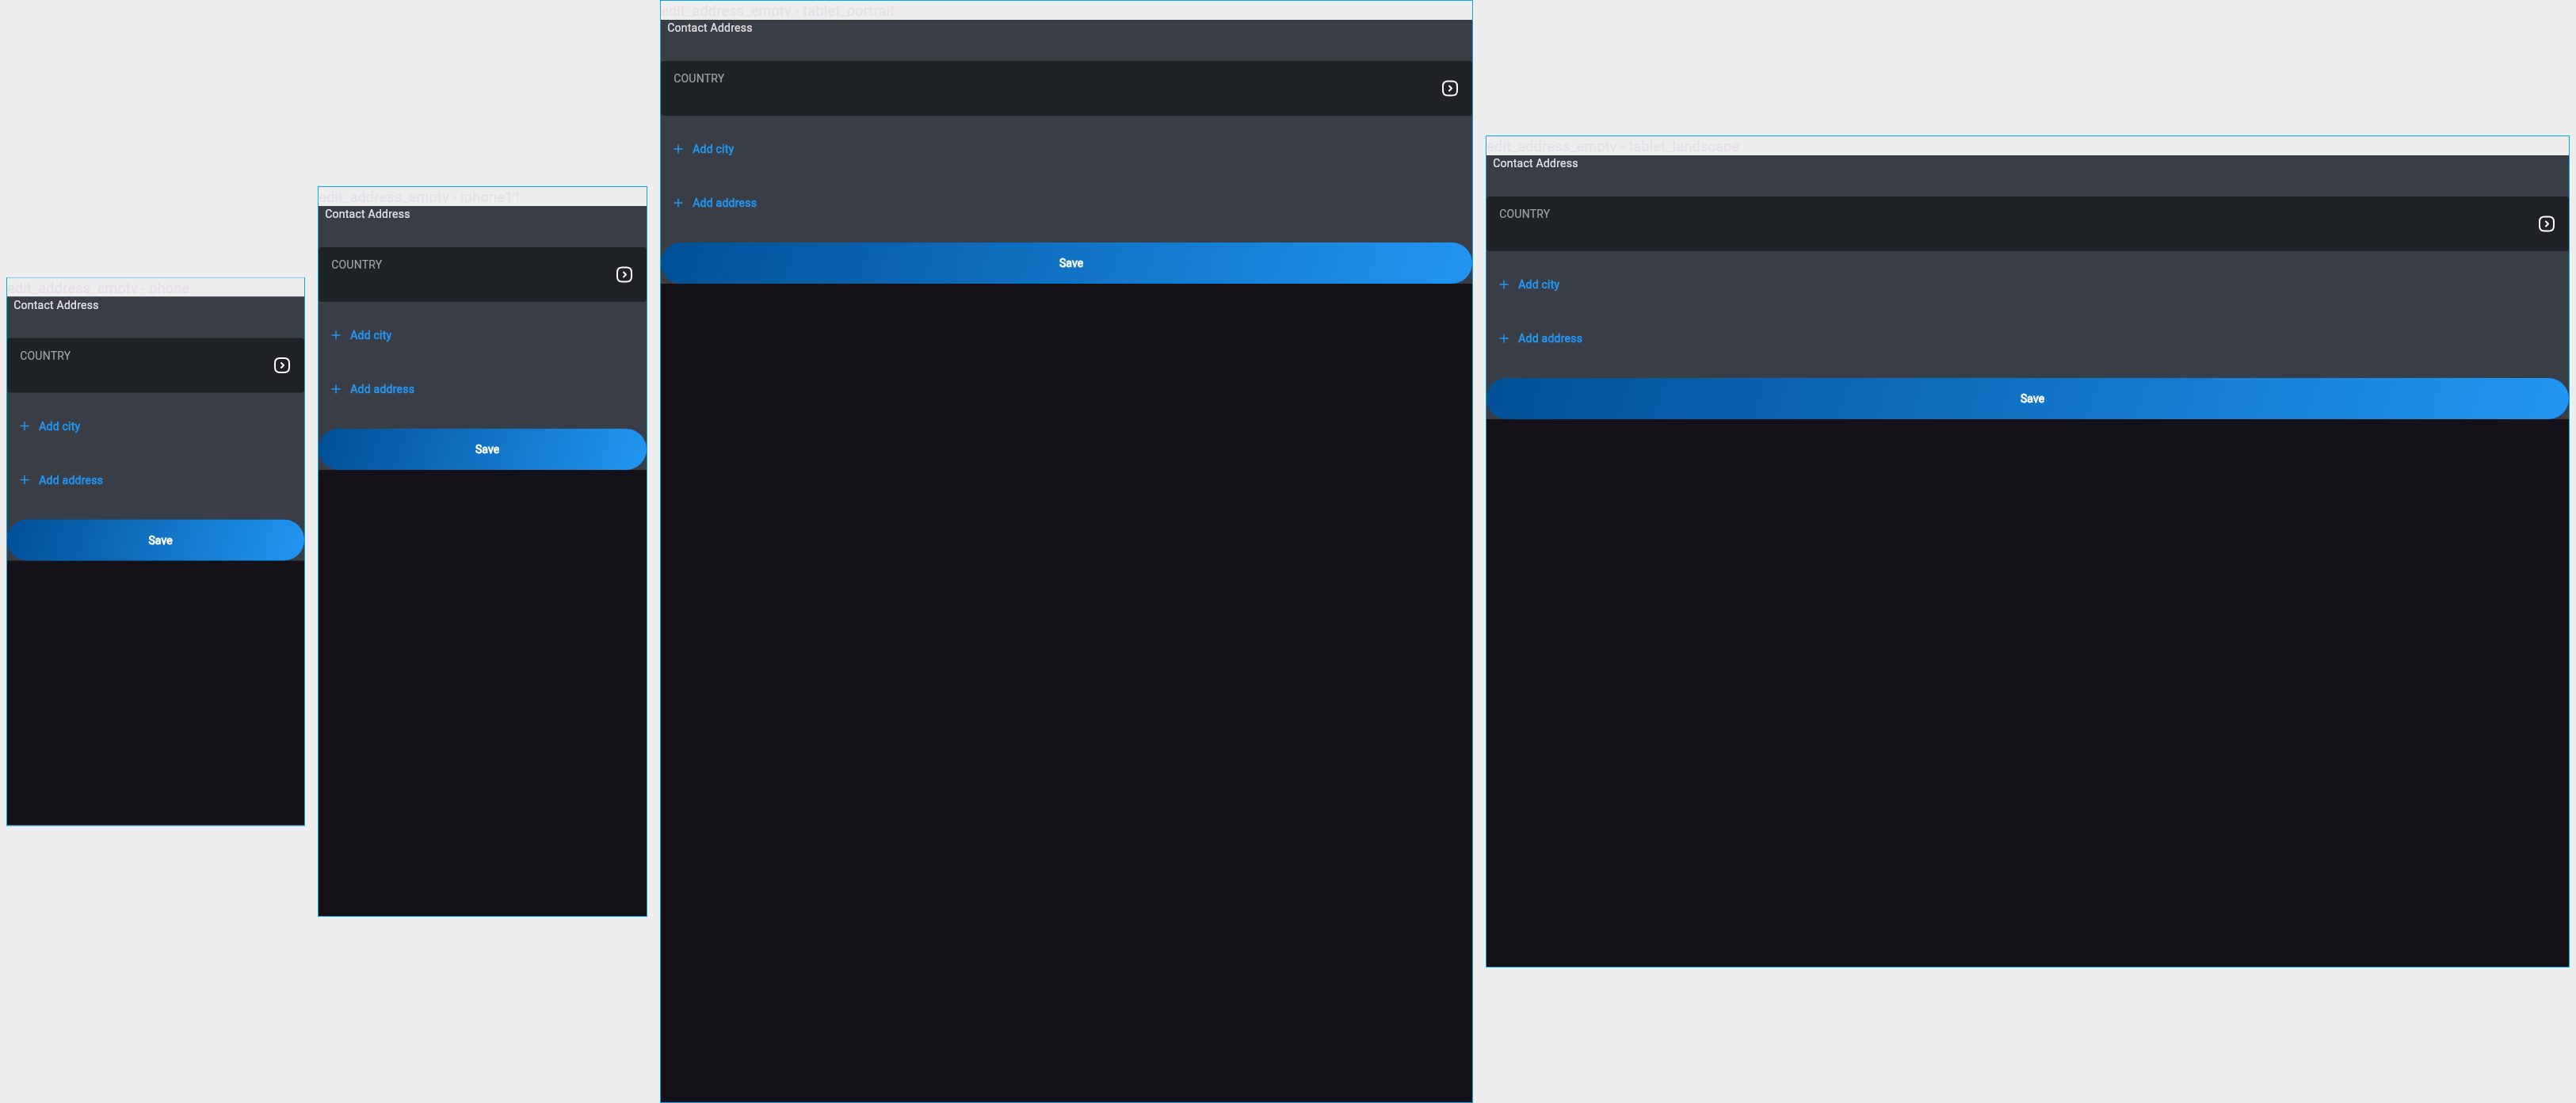 edit_address_empty - phone
Contact Address
COUNTRY
Add city
Add address
Save
edit_address_empty - iphone11
Contact Address
COUNTRY
Add city
Add address
Save
edit_address_empty - tablet_portrait
Contact Address
COUNTRY
Add city
Add address
Save
edit_address_empty - tablet_landscape
Contact Address
COUNTRY
Add city
Add address
Save